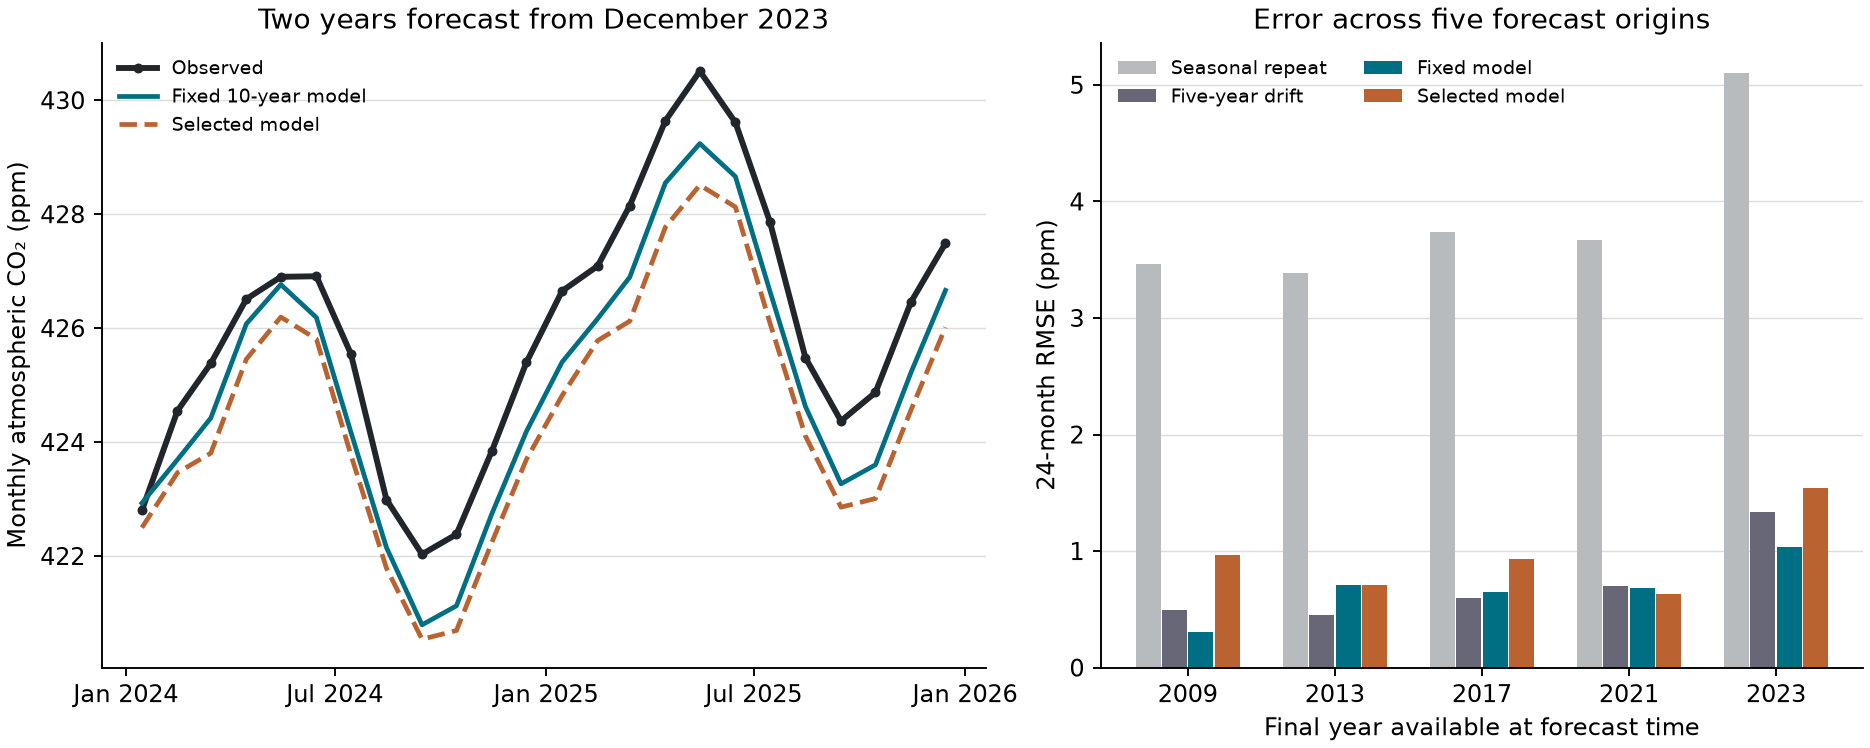 Two years forecast from December 2023
Monthly atmospheric CO₂ (ppm)
Observed
Fixed 10-year model
Selected model
430
428
426
424
422
Jan 2024
Jul 2024
Jan 2025
Jul 2025
Jan 2026
Error across five forecast origins
24-month RMSE (ppm)
Seasonal repeat
Five-year drift
Fixed model
Selected model
5
4
3
2
1
0
2009
2013
2017
2021
2023
Final year available at forecast time